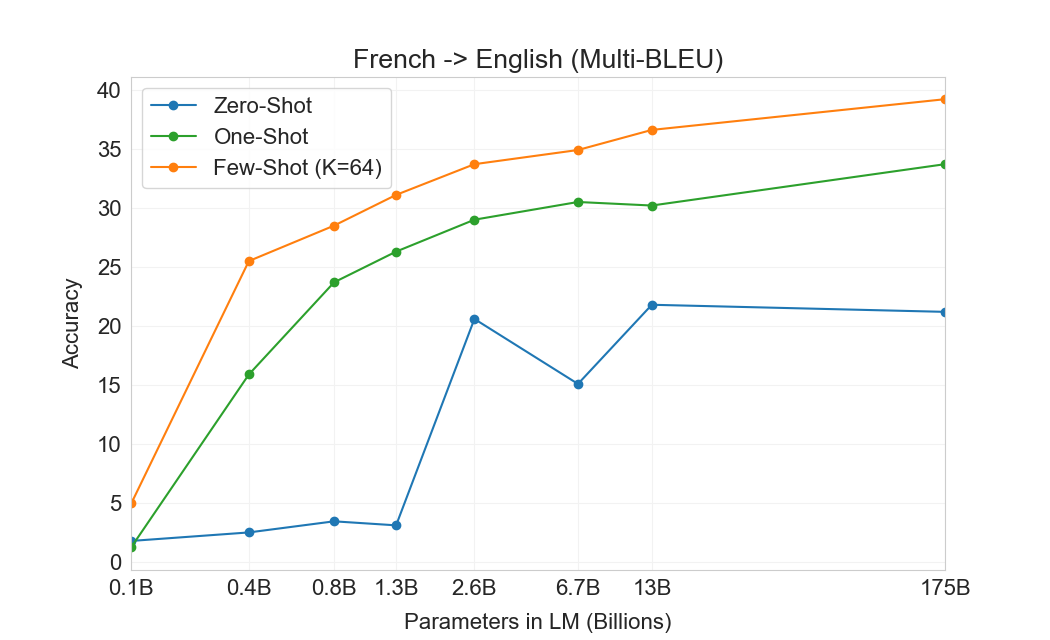 French -> English (Multi-BLEU)
Zero-Shot
One-Shot
Few-Shot (K=64)
40
35
30
25
20
15
10
5
0
Accuracy
0.1B 0.4B 0.8B 1.3B 2.6B 6.7B 13B 175B
Parameters in LM (Billions)